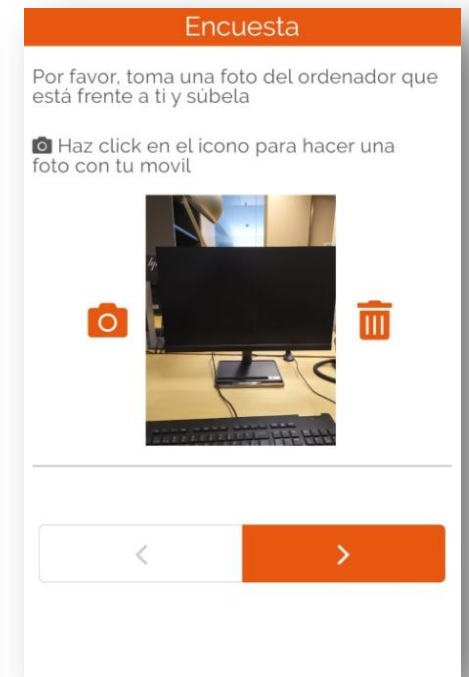 Encuesta
Por favor, toma una foto del ordenador que
está frente a ti y súbela
Haz click en el icono para hacer una
foto con tu movil
hp